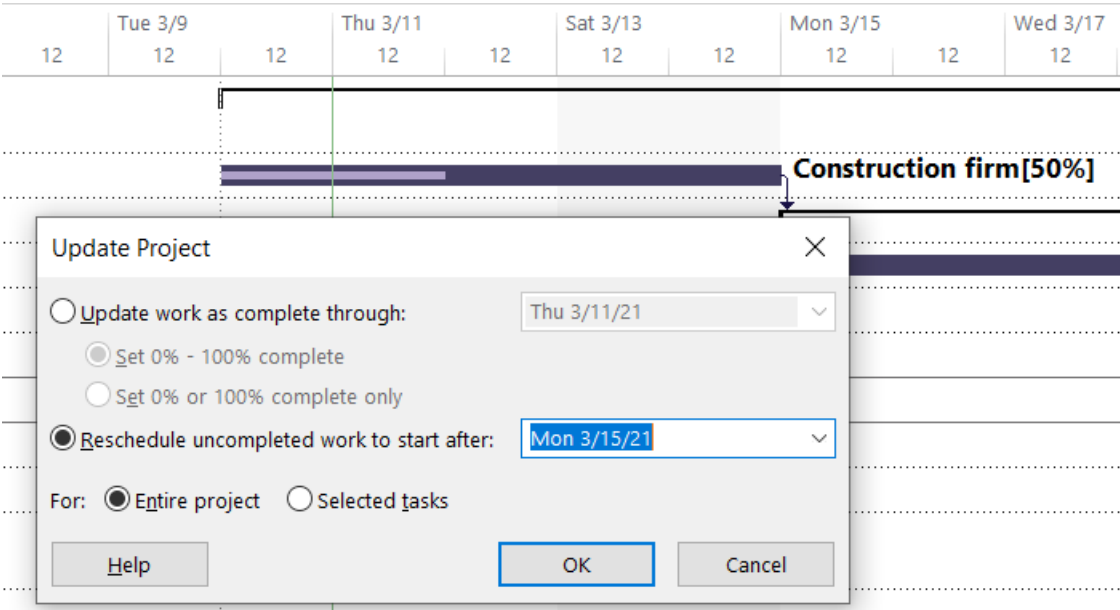 Tue 3/9 Thu 3/11 Sat 3/13 Mon 3/15 Wed 3/17
12 12 12 12 12 12 12 12 12 12
Construction firm[50%]
Update Project
Update work as complete through: Thu 3/11/21
Set 0% - 100% complete
Set 0% or 100% complete only
Reschedule uncompleted work to start after: Mon 3/15/21
For: Entire project Selected tasks
Help OK Cancel